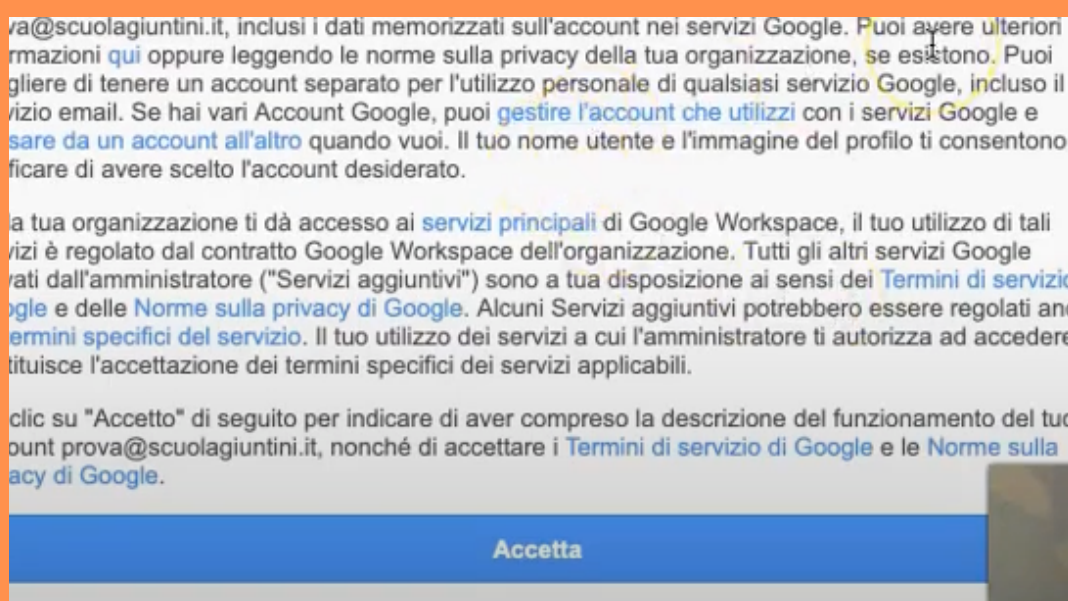 va@scuolagiuntini.it, inclusi i dati memorizzati sull'account nei servizi Google. Puoi avere ulteriori
rmazioni qui oppure leggendo le norme sulla privacy della tua organizzazione, se esistono. Puoi
gliere di tenere un account separato per l'utilizzo personale di qualsiasi servizio Google, incluso il
vizio email. Se hai vari Account Google, puoi gestire l'account che utilizzi con i servizi Google e
sare da un account all'altro quando vuoi. Il tuo nome utente e l'immagine del profilo ti consentono
ficare di avere scelto l'account desiderato.
a tua organizzazione ti dà accesso ai servizi principali di Google Workspace, il tuo utilizzo di tali
vizi è regolato dal contratto Google Workspace dell'organizzazione. Tutti gli altri servizi Google
vati dall'amministratore ("Servizi aggiuntivi") sono a tua disposizione ai sensi dei Termini di servizio
ogle e delle Norme sulla privacy di Google. Alcuni Servizi aggiuntivi potrebbero essere regolati anc
ermini specifici del servizio. Il tuo utilizzo dei servizi a cui l'amministratore ti autorizza ad accedere
tituisce l'accettazione dei termini specifici dei servizi applicabili.
clic su "Accetto" di seguito per indicare di aver compreso la descrizione del funzionamento del tuo
ount prova@scuolagiuntini.it, nonché di accettare i Termini di servizio di Google e le Norme sulla
acy di Google.
Accetta